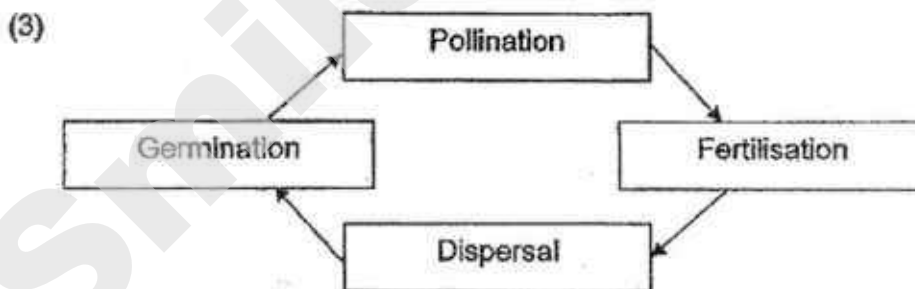 (3)
Pollination
Germination
Fertilisation
Dispersal